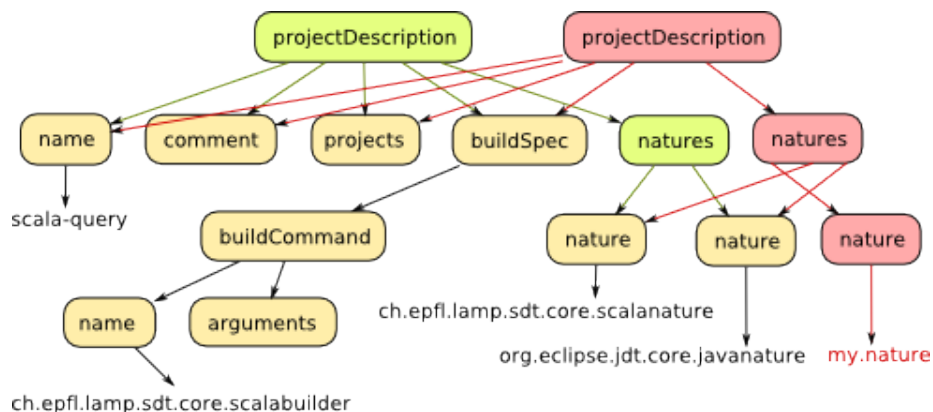 projectDescription
projectDescription
name
comment
projects
buildSpec
natures
natures
scala-query
buildCommand
nature
nature
nature
name
arguments
ch.epfl.lamp.sdt.core.scalanature
org.eclipse.jdt.core.javanature
my.nature
ch.epfl.lamp.sdt.core.scalabuilder